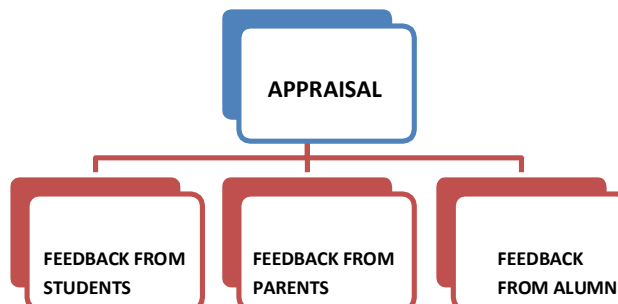 APPRAISAL
FEEDBACK FROM
STUDENTS
FEEDBACK FROM
PARENTS
FEEDBACK
FROM ALUMN